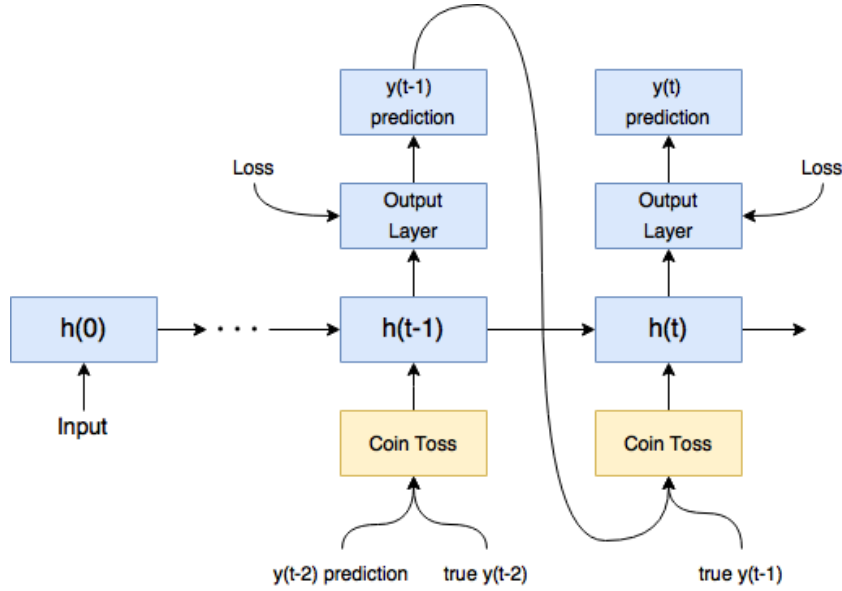 y(t-1)
prediction
y(t)
prediction
Loss
Output
Layer
Output
Layer
Loss
h(0)
. . .
h(t-1)
h(t)
Input
Coin Toss
Coin Toss
y(t-2) prediction
true y(t-2)
true y(t-1)